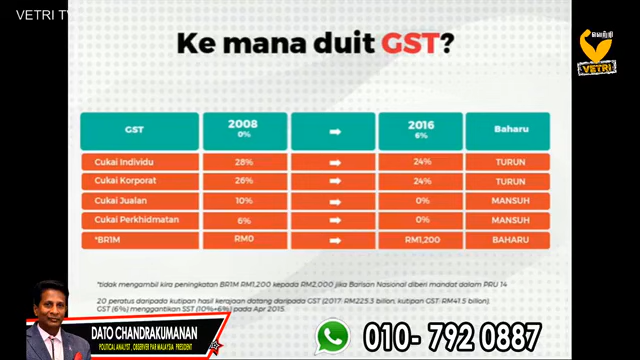 VETRI TV
வெற்றி
VETRI
Ke mana duit GST?
GST 2008 0% 2016 6% Baharu
Cukai Individu 28% 24% TURUN
Cukai Korporat 26% 24% TURUN
Cukai Jualan 10% 0% MANSUH
Cukai Perkhidmatan 6% 0% MANSUH
*BR1M RM0 RM1,200 BAHARU
*tidak mengambil kira peningkatan BR1M RM1,200 kepada RM2,000 jika Barisan Nasional diberi mandat dalam PRU 14
20 peratus daripada kutipan hasil kerajaan datang daripada GST (2017: RM225.3 bilion; kutipan GST: RM41.5 bilion).
GST (6%) menggantikan SST (10%+6%) pada Apr 2015.
DATO CHANDRAKUMANAN
POLITICAL ANALYST , OBSERVER PAR MALAYSIA PRESIDENT
010- 792 0887